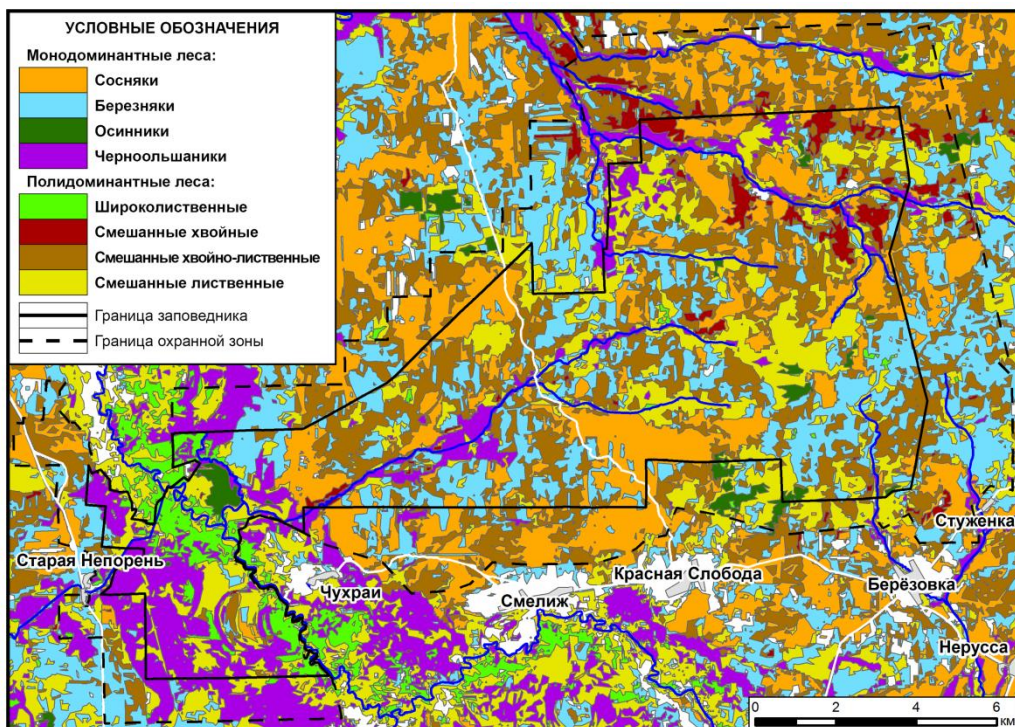 УСЛОВНЫЕ ОБОЗНАЧЕНИЯ
Монодоминантные леса:
Сосняки
Березняки
Осинники
Черноольшаники
Полидоминантные леса:
Широколиственные
Смешанные хвойные
Смешанные хвойно-лиственные
Смешанные лиственные
Граница заповедника
Граница охранной зоны
Стуженка
Старая Непорень
Красная Слобода
Чухраи
Берёзовка
Смелиж
Нерусса
0 2 4 6
км